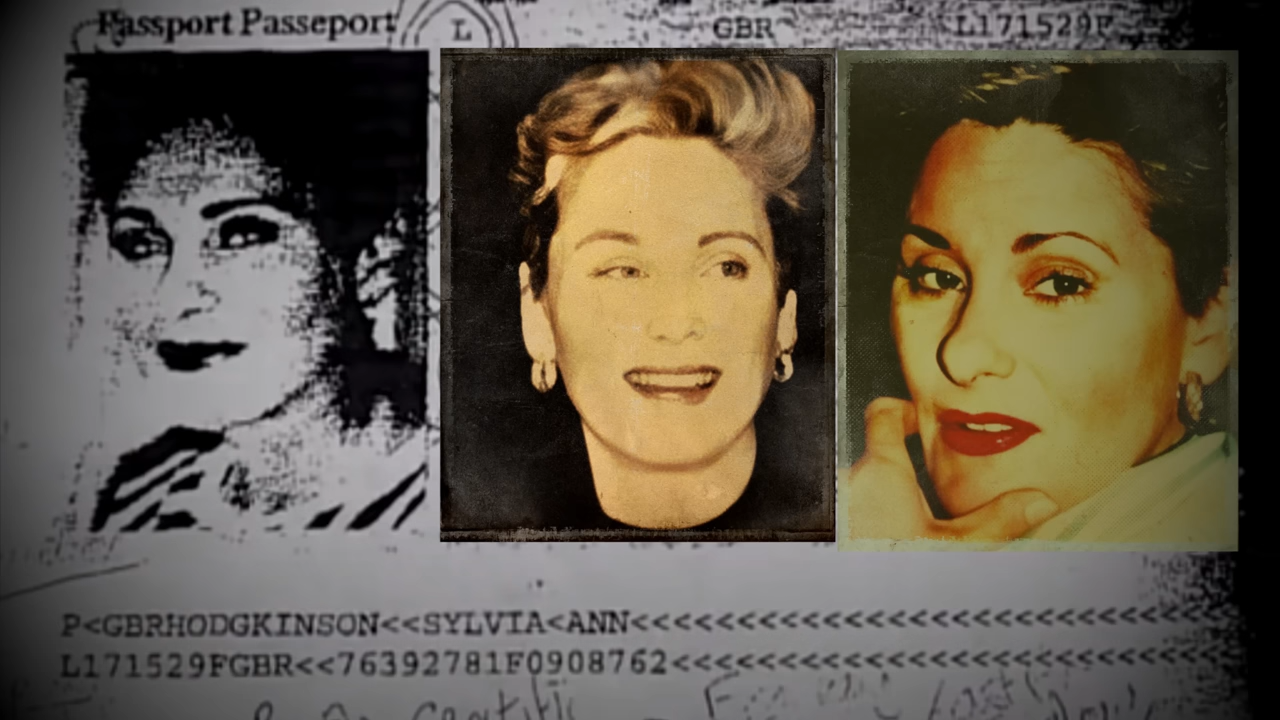 Passport Passeport
L
GBR
L171529F
P<GBRHODGKINSON<<SYLVIA<ANN<<<<<<<<<<<<<<<<<<<<<<<<<<<
L171529FGBR<<76392781F0908762<<<<<<<<<<<<<<<<<<<<<<<<<